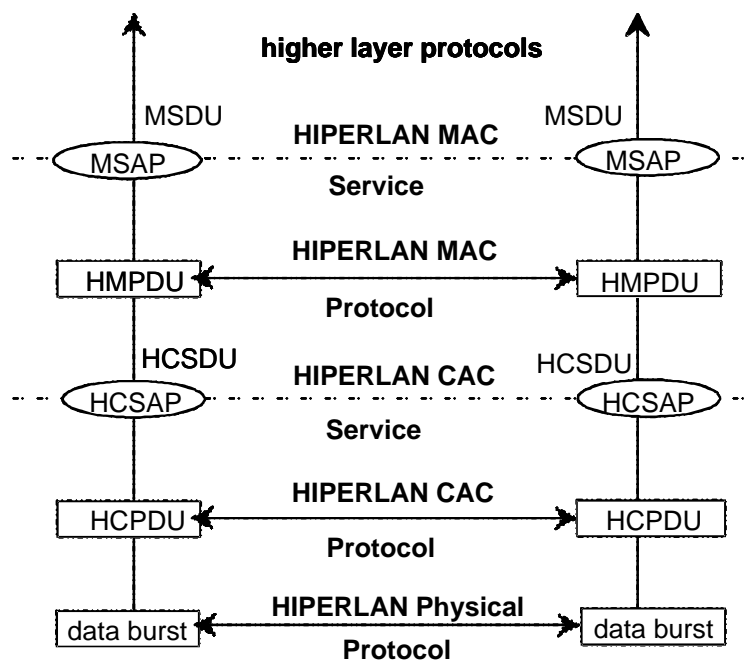 higher layer protocols
MSDU
MSDU
HIPERLAN MAC
MSAP
MSAP
Service
HIPERLAN MAC
HMPDU
HMPDU
Protocol
HCSDU
HCSDU
HIPERLAN CAC
HCSAP
HCSAP
Service
HIPERLAN CAC
HCPDU
HCPDU
Protocol
HIPERLAN Physical
data burst
data burst
Protocol